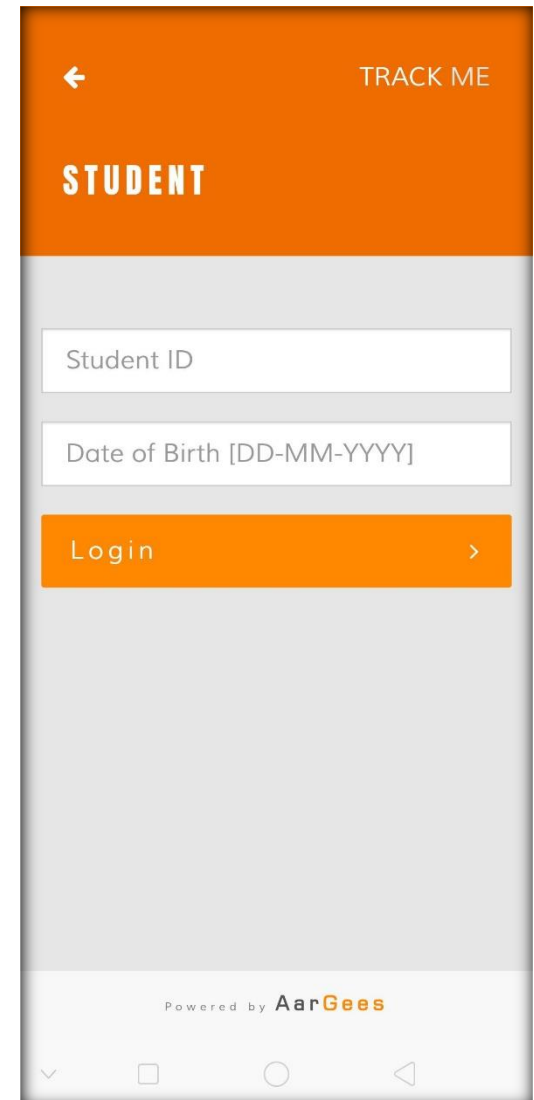 TRACK ME
STUDENT
Student ID
Date of Birth [DD-MM-YYYY]
Login
Powered by AarGees